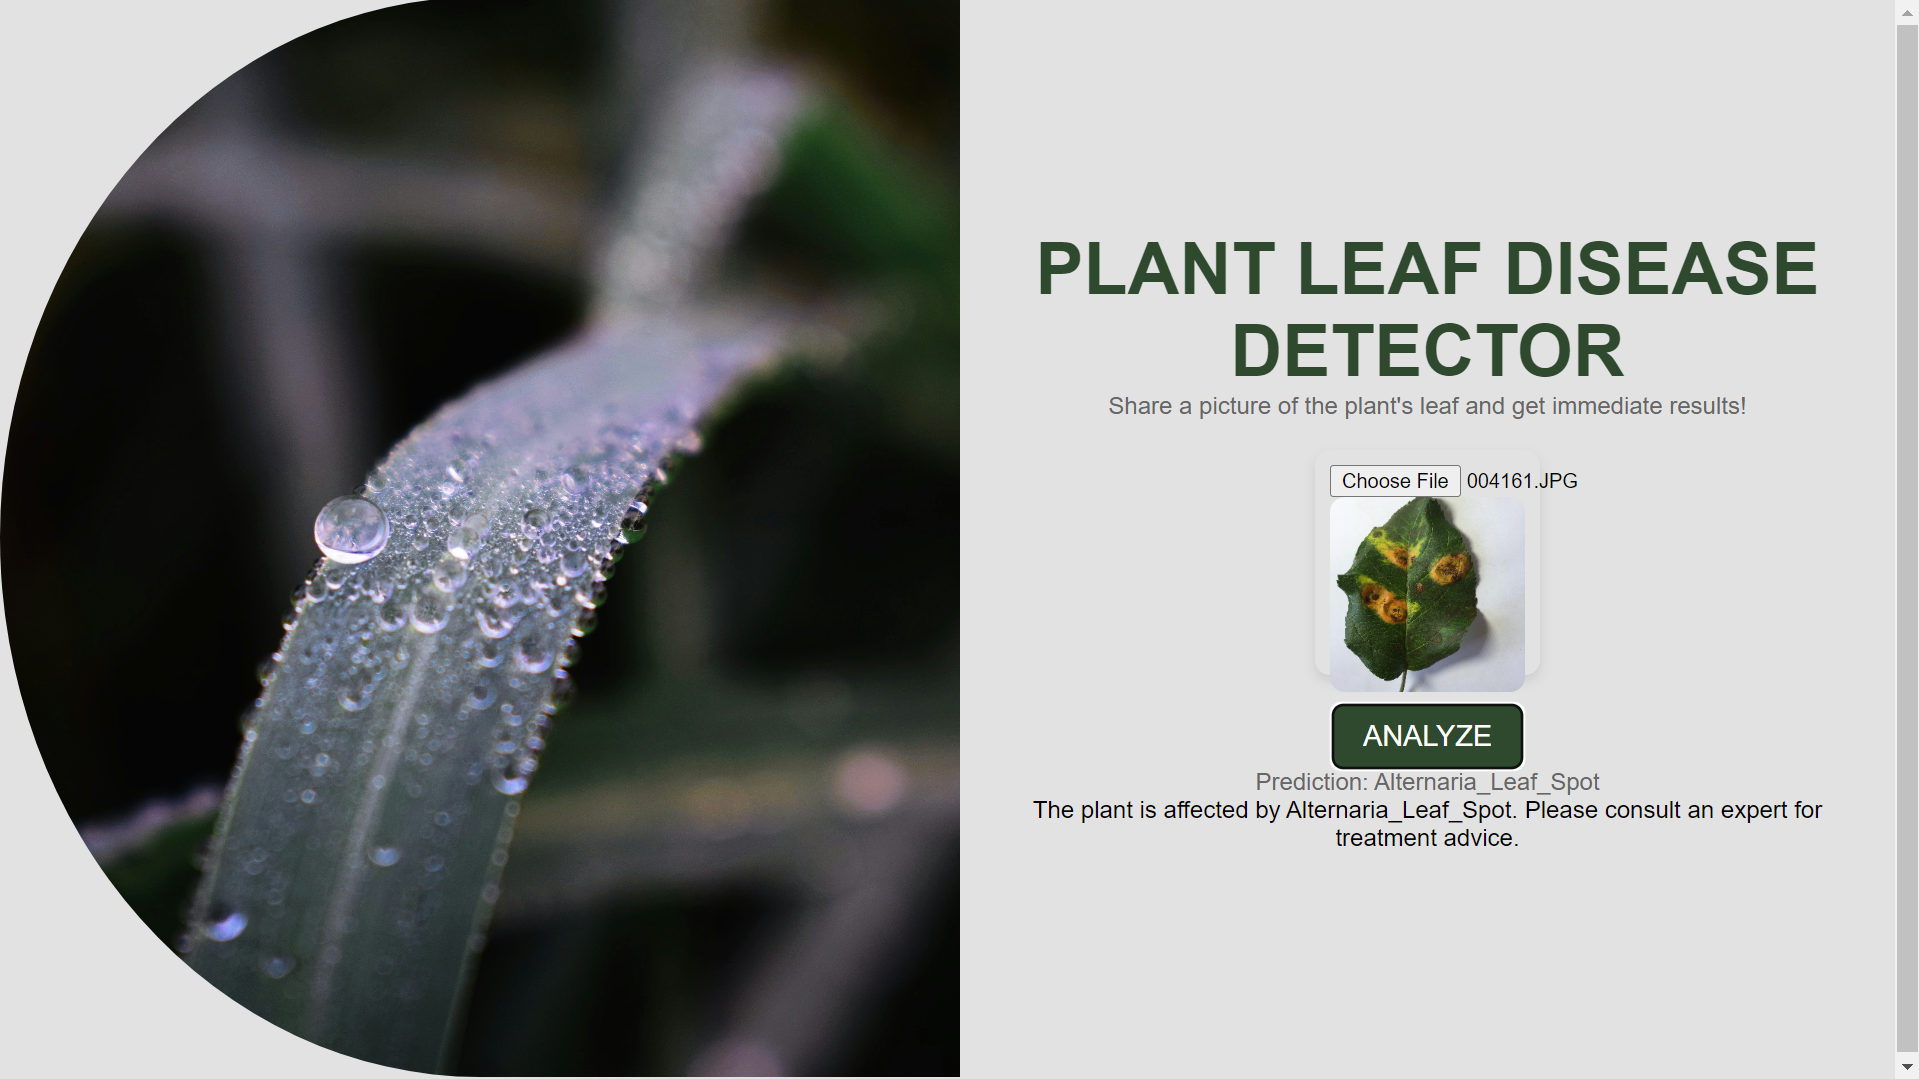 PLANT LEAF DISEASE
DETECTOR
Share a picture of the plant's leaf and get immediate results!
Choose File 004161.JPG
ANALYZE
Prediction: Alternaria_Leaf_Spot
The plant is affected by Alternaria_Leaf_Spot. Please consult an expert for
treatment advice.